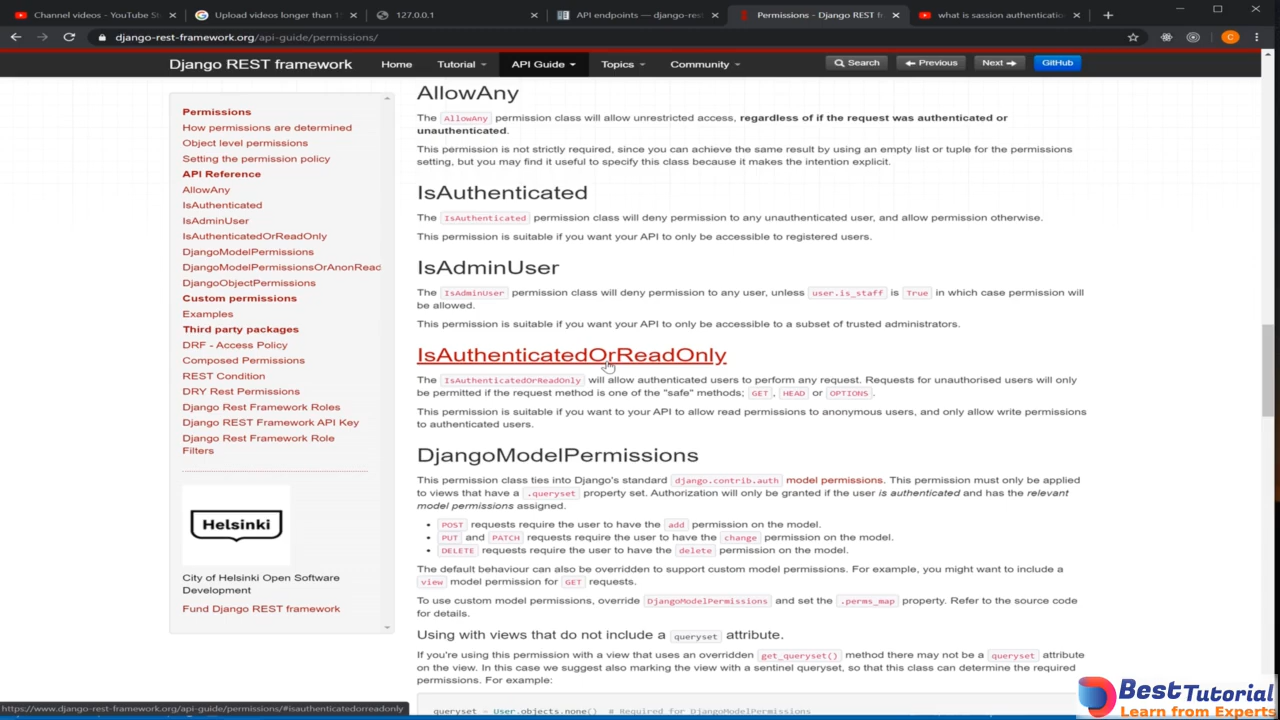 Channel videos - YouTube St
Upload videos longer than 1
127.0.0.1
API endpoints — django-res
Permissions - Django REST f
what is sassion authenticatio
django-rest-framework.org/api-guide/permissions/
C
Django REST framework
Home
Tutorial
API Guide
Topics
Community
Search
Previous
Next
GitHub
Permissions
How permissions are determined
Object level permissions
Setting the permission policy
API Reference
AllowAny
IsAuthenticated
IsAdminUser
IsAuthenticatedOrReadOnly
DjangoModelPermissions
DjangoModelPermissionsOrAnonRead
DjangoObjectPermissions
Custom permissions
Examples
Third party packages
DRF - Access Policy
Composed Permissions
REST Condition
DRY Rest Permissions
Django Rest Framework Roles
Django REST Framework API Key
Django Rest Framework Role
Filters
Helsinki
City of Helsinki Open Software
Development
Fund Django REST framework
AllowAny
The AllowAny permission class will allow unrestricted access, regardless of if the request was authenticated or
unauthenticated.
This permission is not strictly required, since you can achieve the same result by using an empty list or tuple for the permissions
setting, but you may find it useful to specify this class because it makes the intention explicit.
IsAuthenticated
The IsAuthenticated permission class will deny permission to any unauthenticated user, and allow permission otherwise.
This permission is suitable if you want your API to only be accessible to registered users.
IsAdminUser
The IsAdminUser permission class will deny permission to any user, unless user.is_staff is True in which case permission will
be allowed.
This permission is suitable if you want your API to only be accessible to a subset of trusted administrators.
IsAuthenticatedOrReadOnly
The IsAuthenticatedOrReadOnly will allow authenticated users to perform any request. Requests for unauthorised users will only
be permitted if the request method is one of the "safe" methods; GET, HEAD or OPTIONS.
This permission is suitable if you want to your API to allow read permissions to anonymous users, and only allow write permissions
to authenticated users.
DjangoModelPermissions
This permission class ties into Django's standard django.contrib.auth model permissions. This permission must only be applied
to views that have a .queryset property set. Authorization will only be granted if the user is authenticated and has the relevant
model permissions assigned.
• POST requests require the user to have the add permission on the model.
• PUT and PATCH requests require the user to have the change permission on the model.
• DELETE requests require the user to have the delete permission on the model.
The default behaviour can also be overridden to support custom model permissions. For example, you might want to include a
view model permission for GET requests.
To use custom model permissions, override DjangoModelPermissions and set the .perms_map property. Refer to the source code
for details.
Using with views that do not include a queryset attribute.
If you're using this permission with a view that uses an overridden get_queryset() method there may not be a queryset attribute
on the view. In this case we suggest also marking the view with a sentinel queryset, so that this class can determine the required
permissions. For example:
queryset = User.objects.none() # Required for DjangoModelPermissions
https://www.django-rest-framework.org/api-guide/permissions/#isauthenticatedorreadonly
Best Tutorial
Learn from Experts